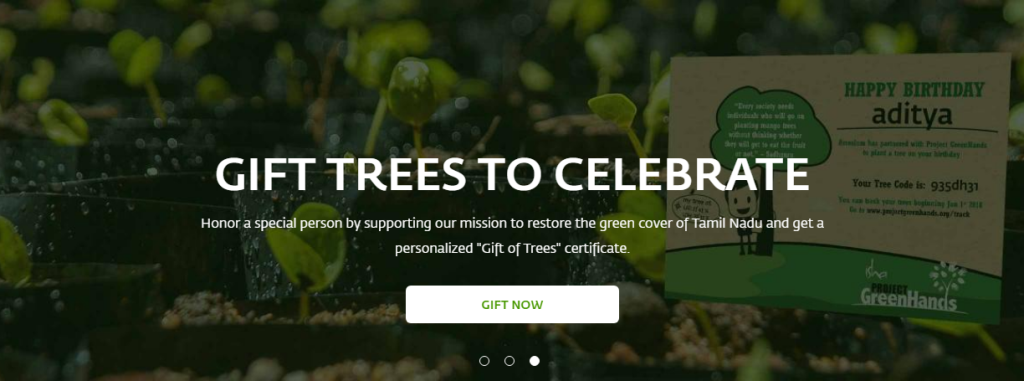 GIFT TREES TO CELEBRATE
Honor a special person by supporting our mission to restore the green cover of Tamil Nadu and get a
personalized "Gift of Trees" certificate.
GIFT NOW
"Every society needs
individuals who will go on
planting mango trees
without thinking whether
they will get to eat the fruit
or not."
HAPPY BIRTHDAY
aditya
has partnered with Project GreenHands
to plant a tree on your birthday
Your Tree Code is: 935dh31
You can track your trees beginning Jan 1st 2018
Go to www.projectgreenhands.org/track
Isha
PROJECT
GreenHands